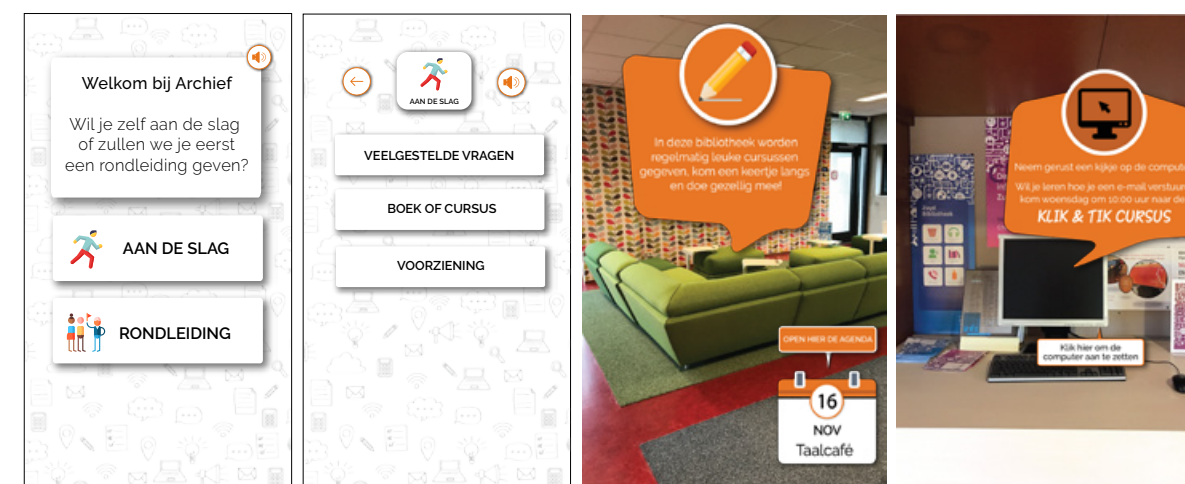 Welkom bij Archief
Wil je zelf aan de slag
of zullen we je eerst
een rondleiding geven?
AAN DE SLAG
RONDLEIDING
AAN DE SLAG
VEELGESTELDE VRAGEN
BOEK OF CURSUS
VOORZIENING
In deze bibliotheek worden
regelmatig leuke cursussen
gegeven, kom een keertje langs
en doe gezellig mee!
OPEN HIER DE AGENDA
16
NOV
Taalcafé
Neem gerust een kijkje op de compute
Wil je leren hoe je een e-mail verstuur
kom woensdag om 10:00 uur naar de
KLIK & TIK CURSUS
Klik hier om de
computer aan te zetten